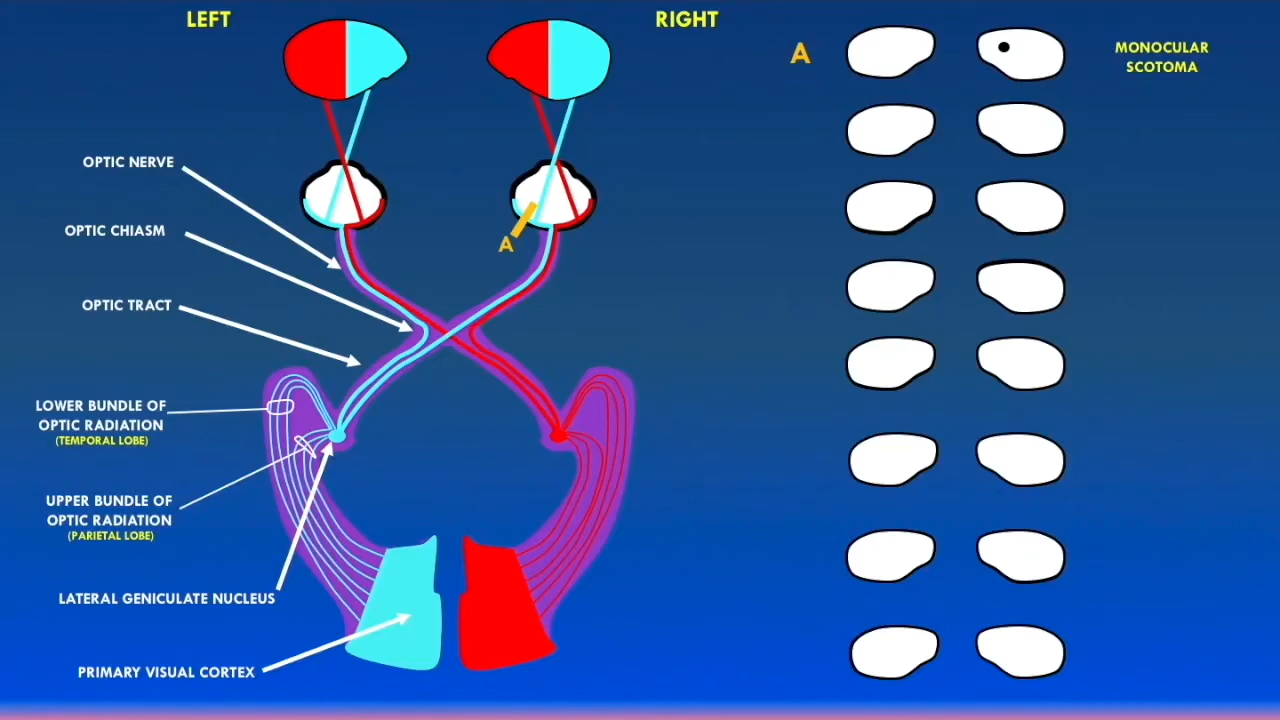 LEFT
RIGHT
A
MONOCULAR
SCOTOMA
OPTIC NERVE
OPTIC CHIASM
A
OPTIC TRACT
LOWER BUNDLE OF
OPTIC RADIATION
(TEMPORAL LOBE)
UPPER BUNDLE OF
OPTIC RADIATION
(PARIETAL LOBE)
LATERAL GENICULATE NUCLEUS
PRIMARY VISUAL CORTEX